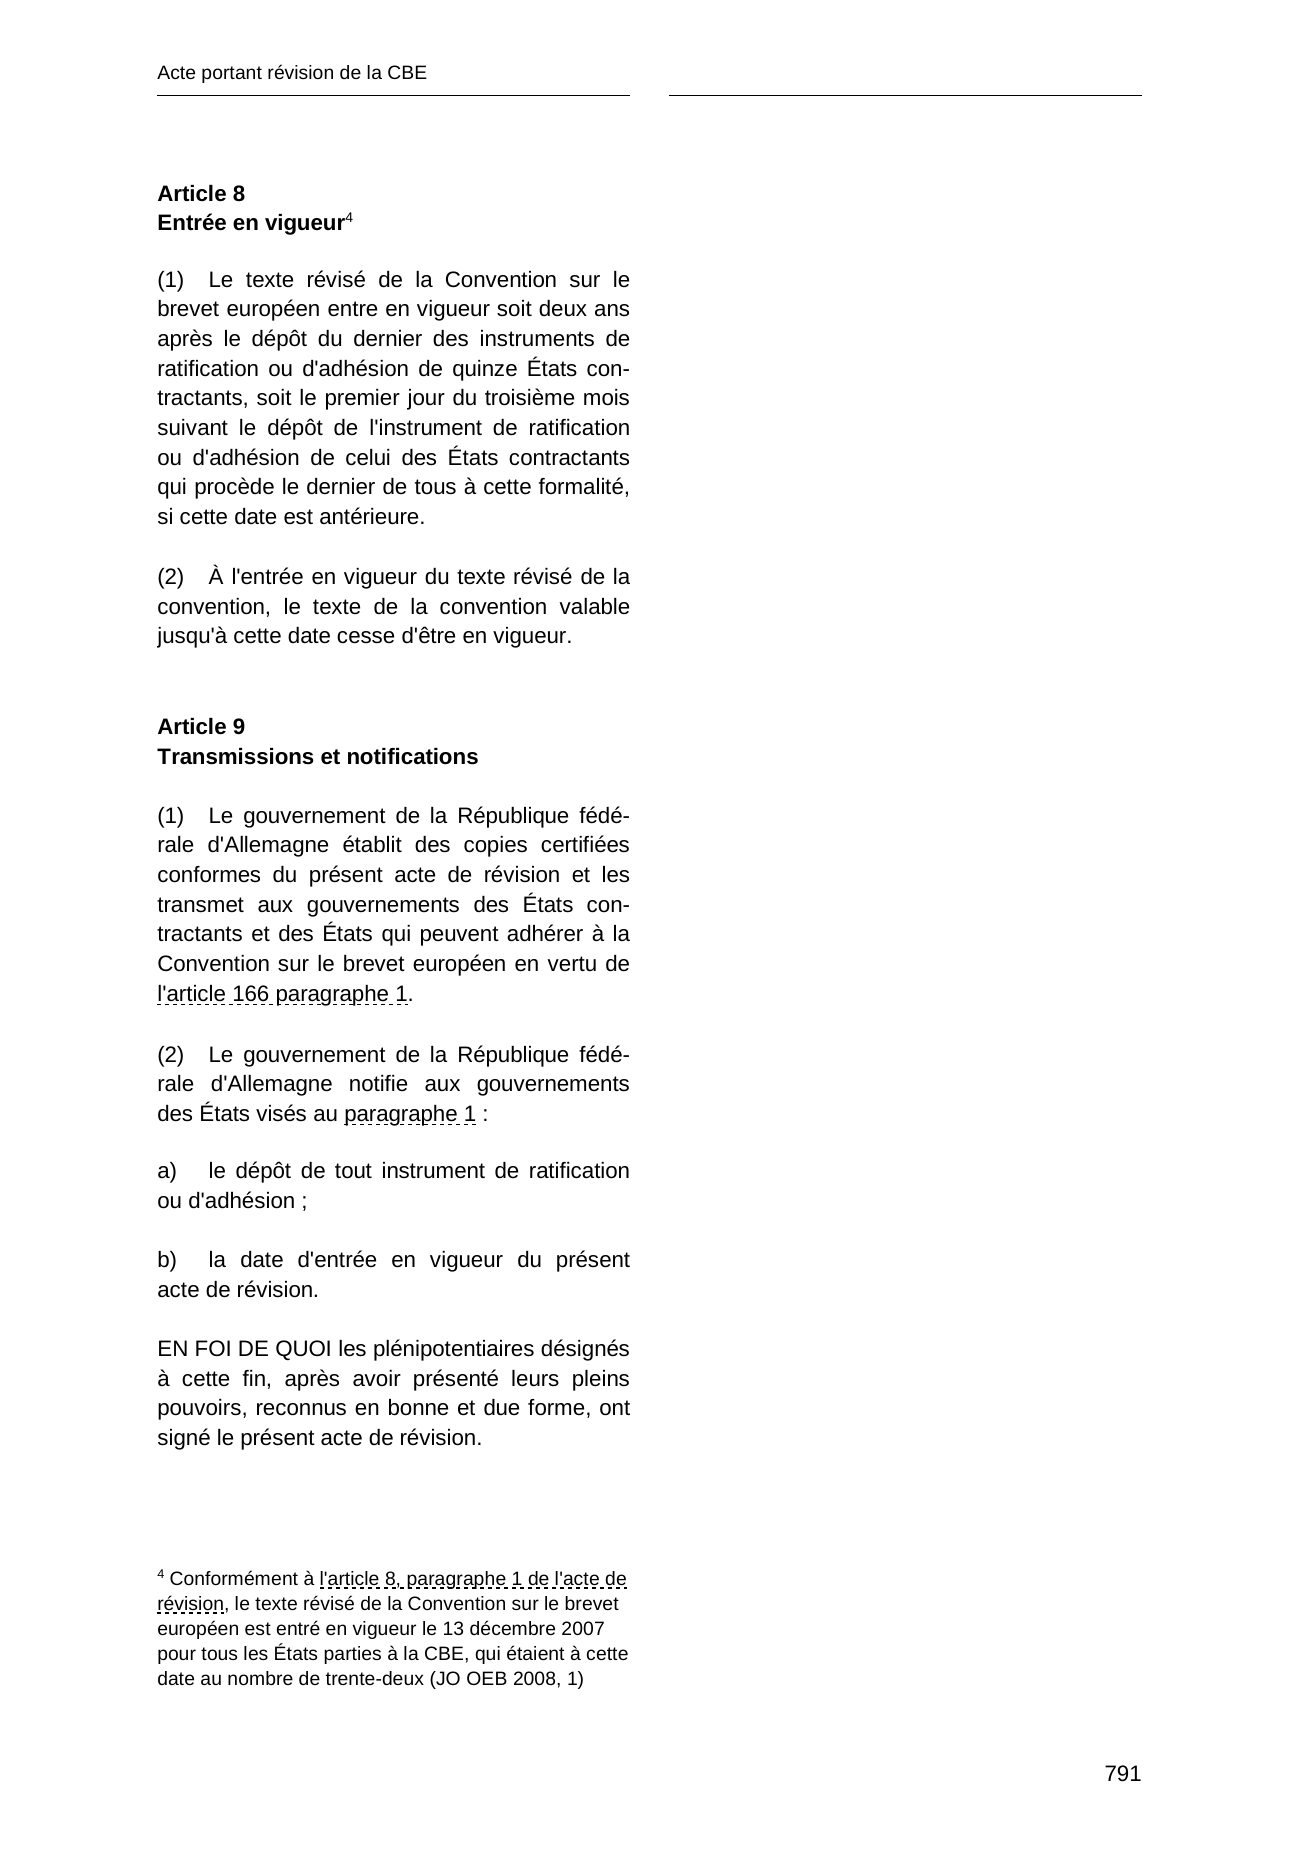 Acte portant révision de la CBE
Article 8
Entrée en vigueur4
(1) Le texte révisé de la Convention sur le
brevet européen entre en vigueur soit deux ans
après le dépôt du dernier des instruments de
ratification ou d'adhésion de quinze États con-
tractants, soit le premier jour du troisième mois
suivant le dépôt de l'instrument de ratification
ou d'adhésion de celui des États contractants
qui procède le dernier de tous à cette formalité,
si cette date est antérieure.
(2) À l'entrée en vigueur du texte révisé de la
convention, le texte de la convention valable
jusqu'à cette date cesse d'être en vigueur.
Article 9
Transmissions et notifications
(1) Le gouvernement de la République fédé-
rale d'Allemagne établit des copies certifiées
conformes du présent acte de révision et les
transmet aux gouvernements des États con-
tractants et des États qui peuvent adhérer à la
Convention sur le brevet européen en vertu de
l'article 166 paragraphe 1.
(2) Le gouvernement de la République fédé-
rale d'Allemagne notifie aux gouvernements
des États visés au paragraphe 1 :
a) le dépôt de tout instrument de ratification
ou d'adhésion ;
b) la date d'entrée en vigueur du présent
acte de révision.
EN FOI DE QUOI les plénipotentiaires désignés
à cette fin, après avoir présenté leurs pleins
pouvoirs, reconnus en bonne et due forme, ont
signé le présent acte de révision.
4 Conformément à l'article 8, paragraphe 1 de l'acte de
révision, le texte révisé de la Convention sur le brevet
européen est entré en vigueur le 13 décembre 2007
pour tous les États parties à la CBE, qui étaient à cette
date au nombre de trente-deux (JO OEB 2008, 1)
791